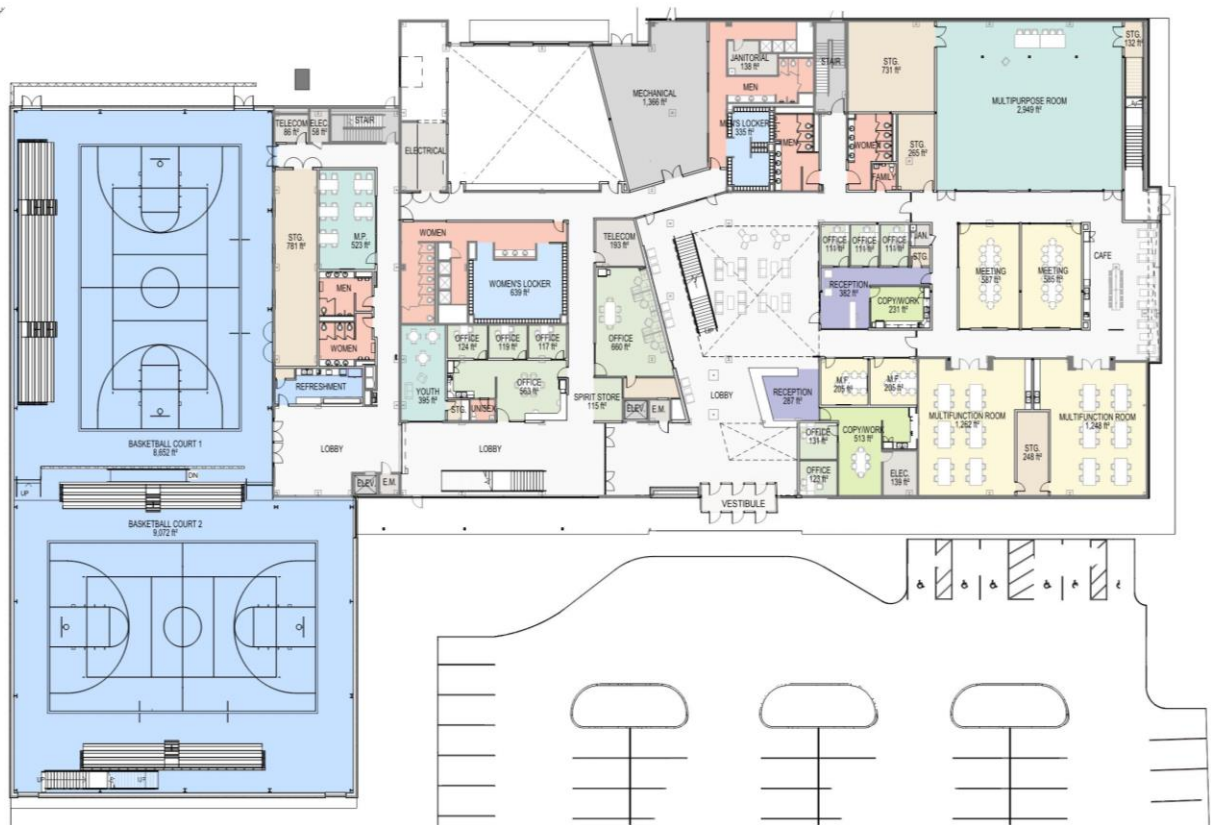 JANITORIAL
138 ft²
STAIR
STG.
731 ft²
STG.
132 ft²
MECHANICAL
1,366 ft²
MEN
MULTIPURPOSE ROOM
2,949 ft²
TELECOM
86 ft²
ELEC.
58 ft²
STAIR
MEN'S LOCKER
335 ft²
WOMEN
STG.
265 ft²
FAMILY
ELECTRICAL
STG.
781 ft²
M.P.
523 ft²
WOMEN
TELECOM
193 ft²
OFFICE
OFFICE
OFFICE
JAN.
STG.
MEETING
587 ft²
MEETING
585 ft²
CAFE
WOMEN'S LOCKER
639 ft²
RECEPTION
382 ft²
COPY/WORK
231 ft²
MEN
WOMEN
OFFICE
124 ft²
OFFICE
119 ft²
OFFICE
117 ft²
OFFICE
660 ft²
REFRESHMENT
YOUTH
395 ft²
OFFICE
563 ft²
STG.
UNISEX
SPIRIT STORE
115 ft²
ELEV.
E.M.
LOBBY
RECEPTION
287 ft²
M.F.
205 ft²
M.F.
205 ft²
MULTIFUNCTION ROOM
1,262 ft²
MULTIFUNCTION ROOM
1,248 ft²
BASKETBALL COURT 1
8,652 ft²
LOBBY
LOBBY
OFFICE
131 ft²
COPY/WORK
513 ft²
STG.
248 ft²
OFFICE
123 ft²
ELEC.
139 ft²
DN
UP
ELEV.
E.M.
VESTIBULE
BASKETBALL COURT 2
9,072 ft²
UP
UP